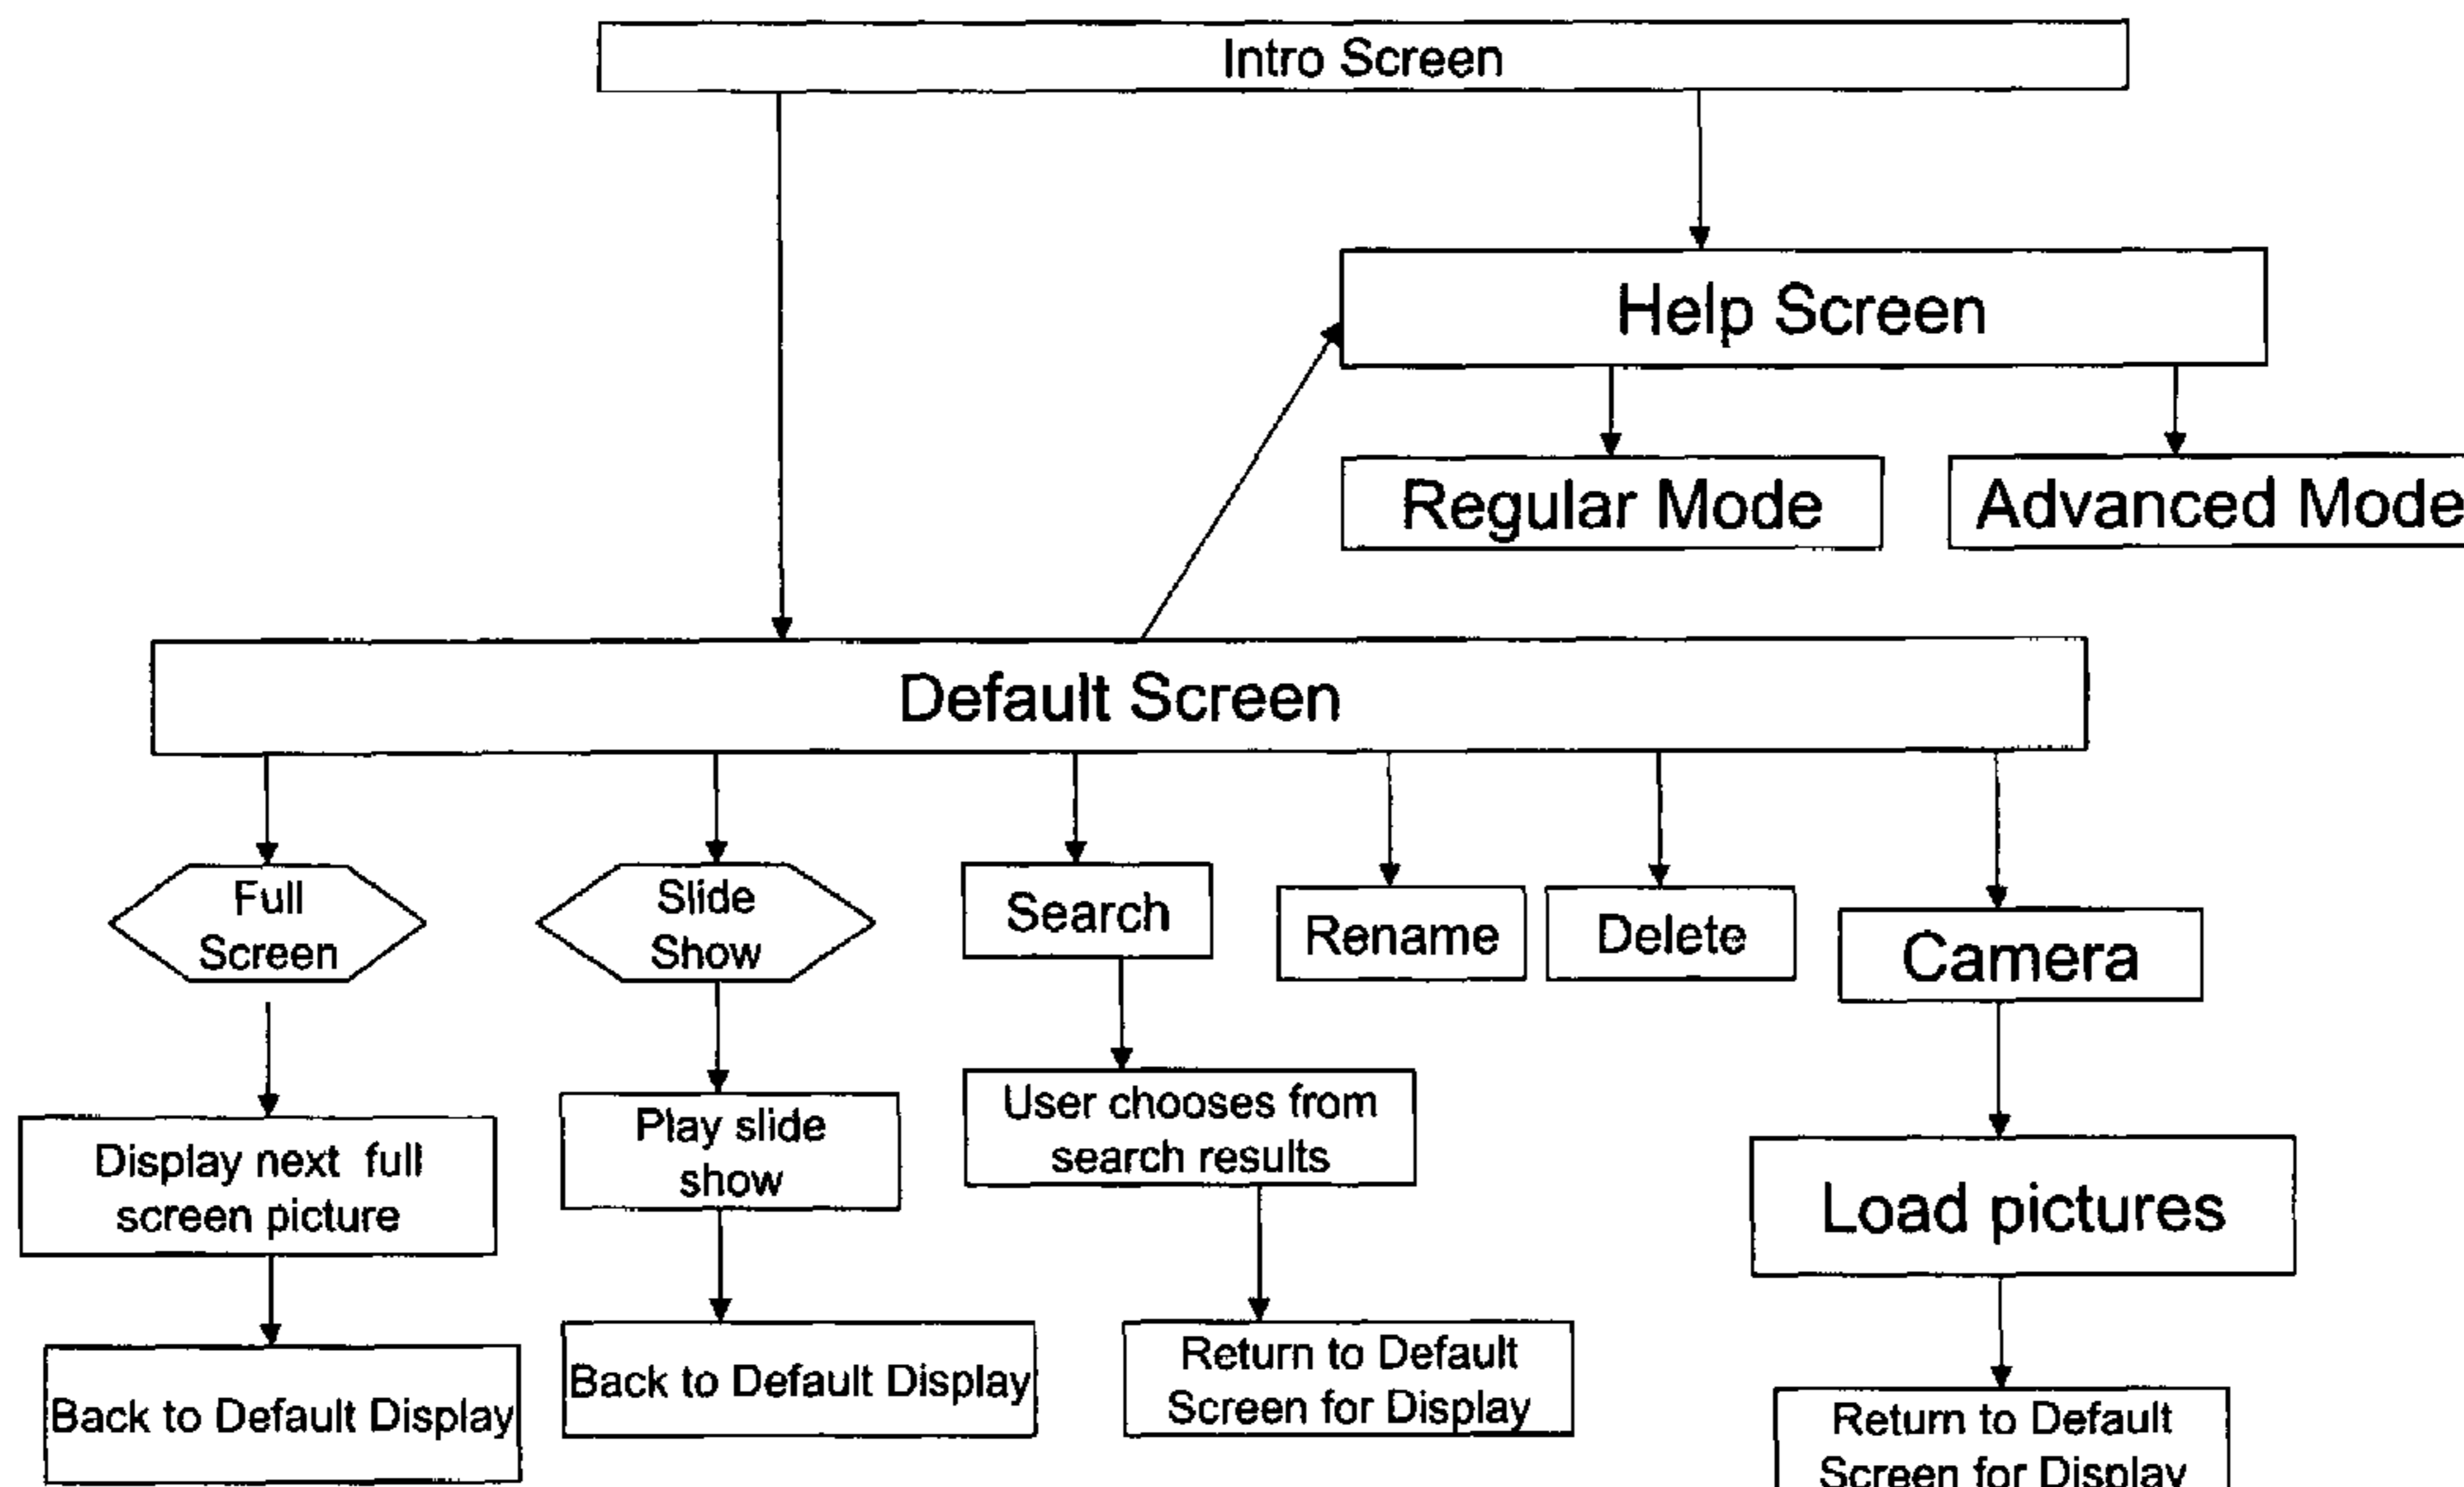 Intro Screen
Help Screen
Regular Mode
Advanced Mode
Default Screen
Full
Screen
Slide
Show
Search
Rename
Delete
Camera
Display next full
screen picture
Play slide
show
User chooses from
search results
Load pictures
Back to Default Display
Back to Default Display
Return to Default
Screen for Display
Return to Default
Screen for Display